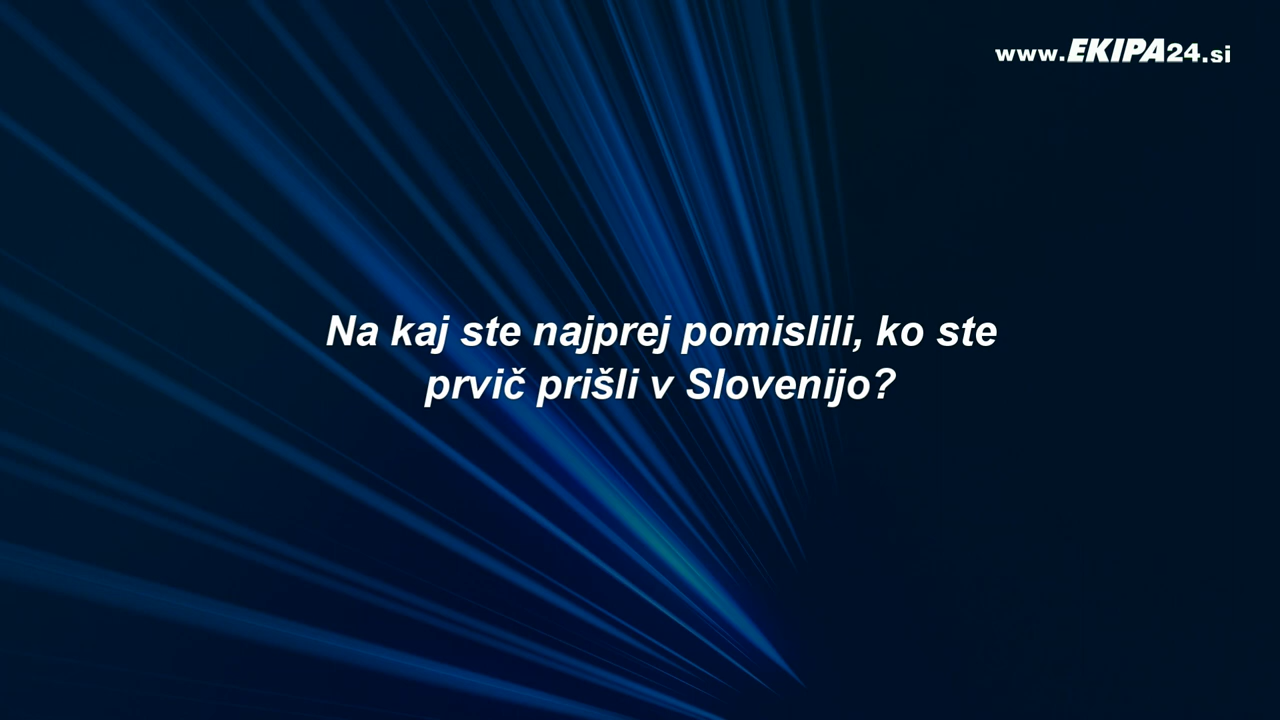 www.EKIPA24.si
Na kaj ste najprej pomislili, ko ste
prvič prišli v Slovenijo?